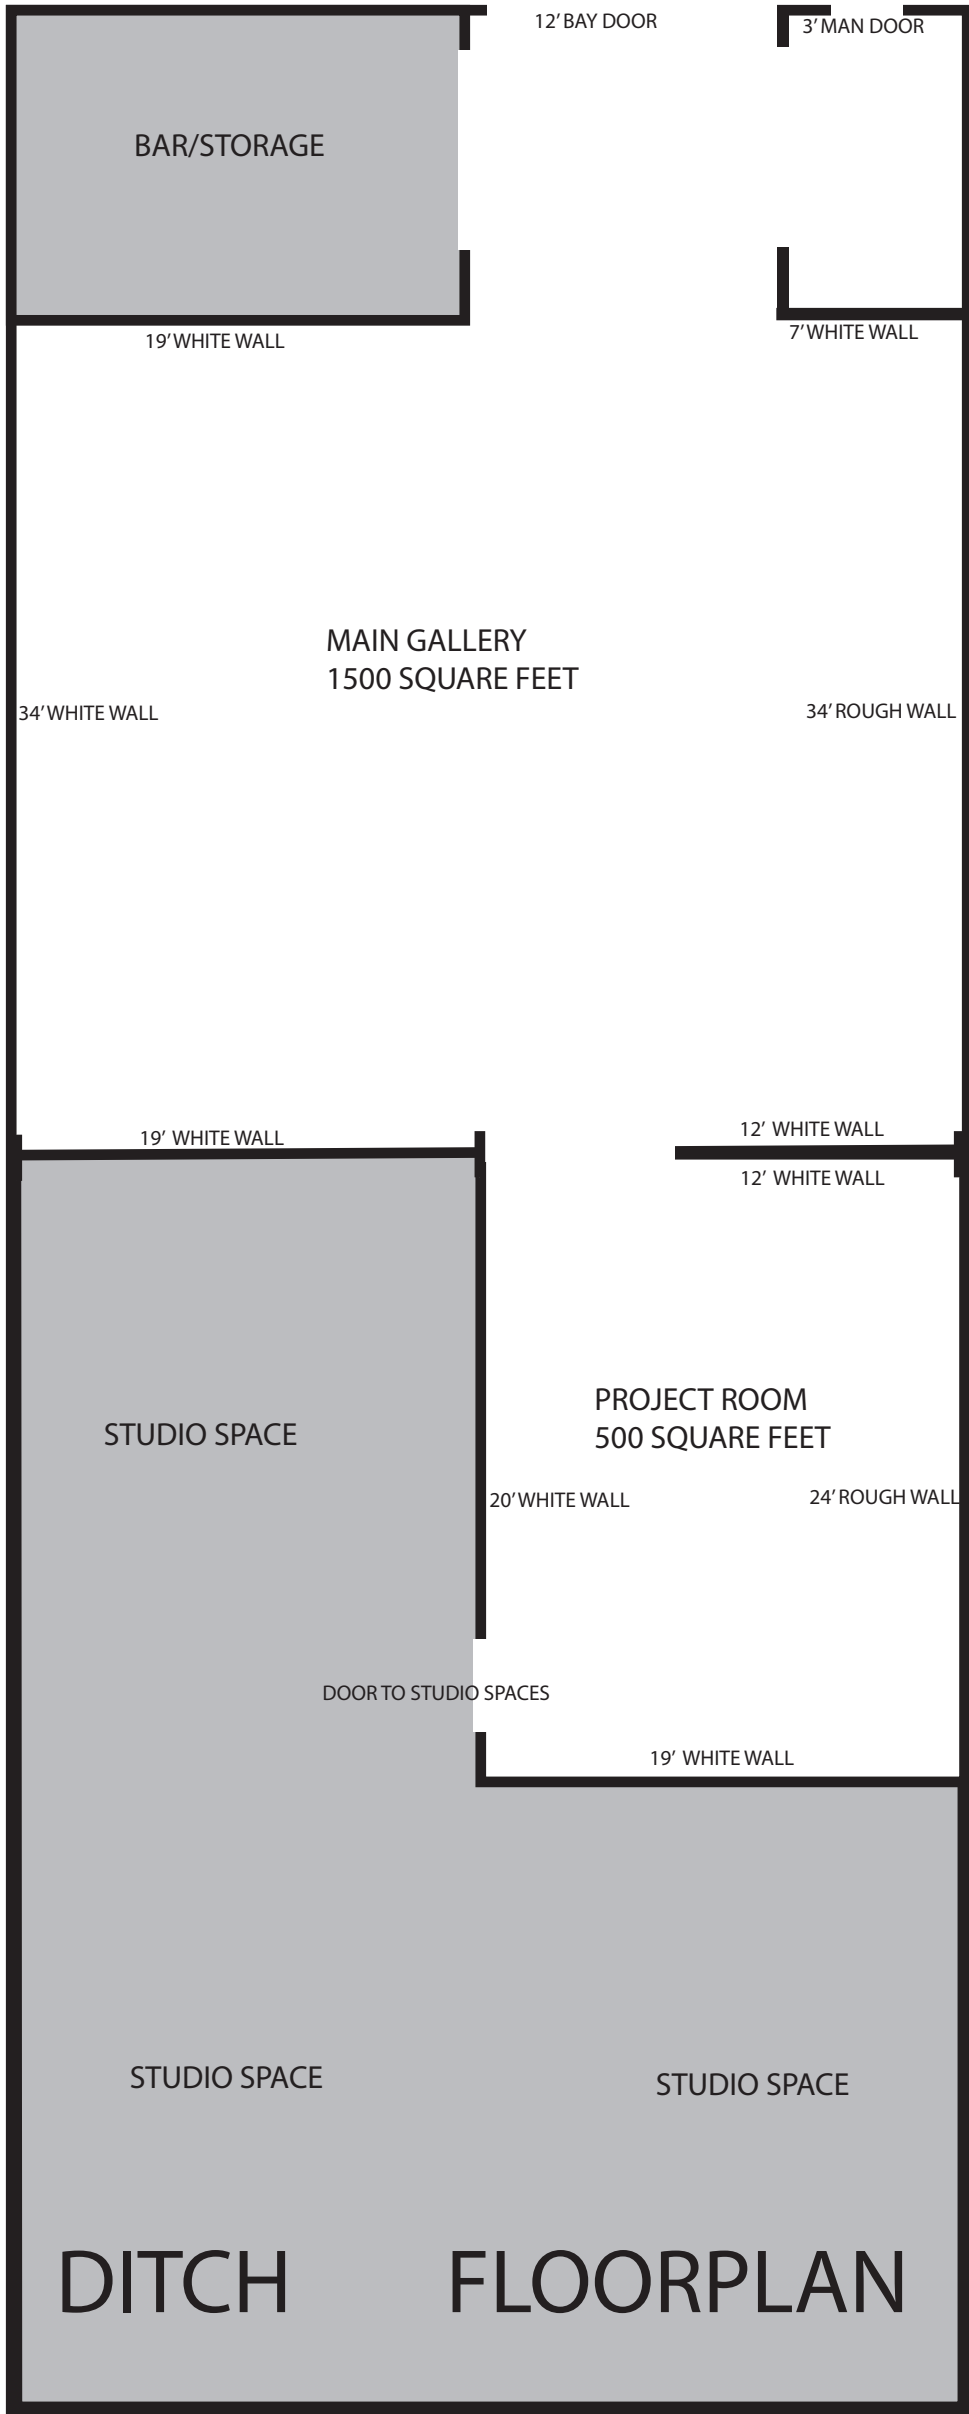 12' BAY DOOR
3' MAN DOOR
BAR/STORAGE
19' WHITE WALL
7' WHITE WALL
MAIN GALLERY
1500 SQUARE FEET
34' WHITE WALL
34' ROUGH WALL
19' WHITE WALL
12' WHITE WALL
12' WHITE WALL
PROJECT ROOM
500 SQUARE FEET
STUDIO SPACE
20' WHITE WALL
24' ROUGH WALL
DOOR TO STUDIO SPACES
19' WHITE WALL
STUDIO SPACE
STUDIO SPACE
DITCH FLOORPLAN